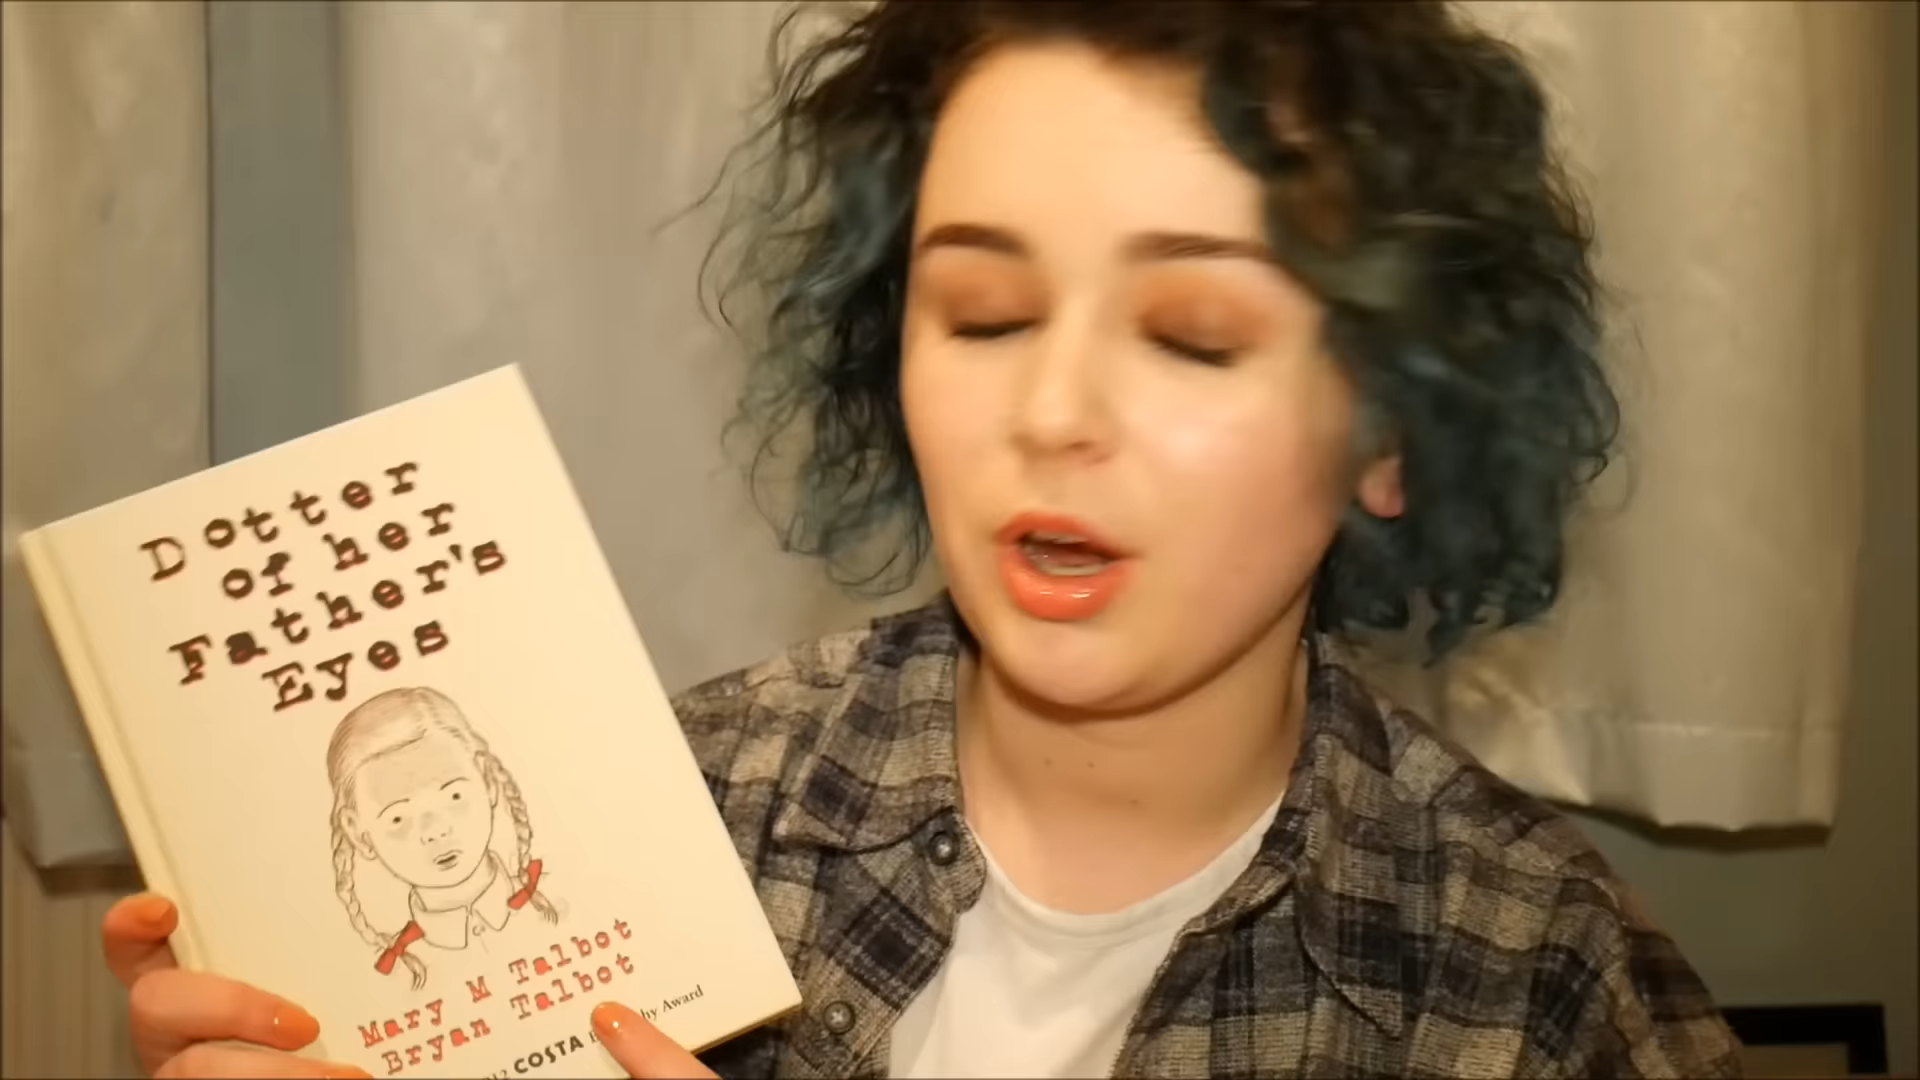 Dotter
of her
Father's
Eyes
Mary M Talbot
Bryan Talbot
COSTA
Award